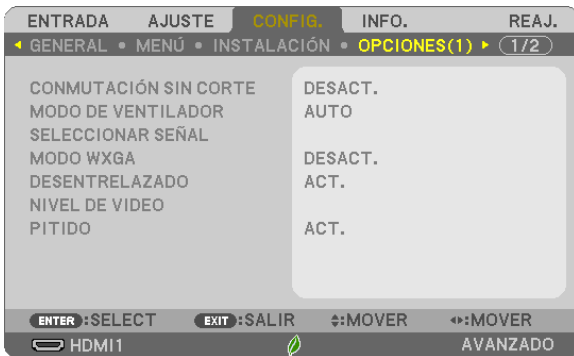 ENTRADA AJUSTE CONFIG. INFO. REAJ.
GENERAL • MENÚ • INSTALACIÓN • OPCIONES(1) 1/2
CONMUTACIÓN SIN CORTE DESACT.
MODO DE VENTILADOR AUTO
SELECCIONAR SEÑAL
MODO WXGA DESACT.
DESENTRELAZADO ACT.
NIVEL DE VIDEO
PITIDO ACT.
ENTER :SELECT EXIT :SALIR :MOVER :MOVER
HDMI1 AVANZADO